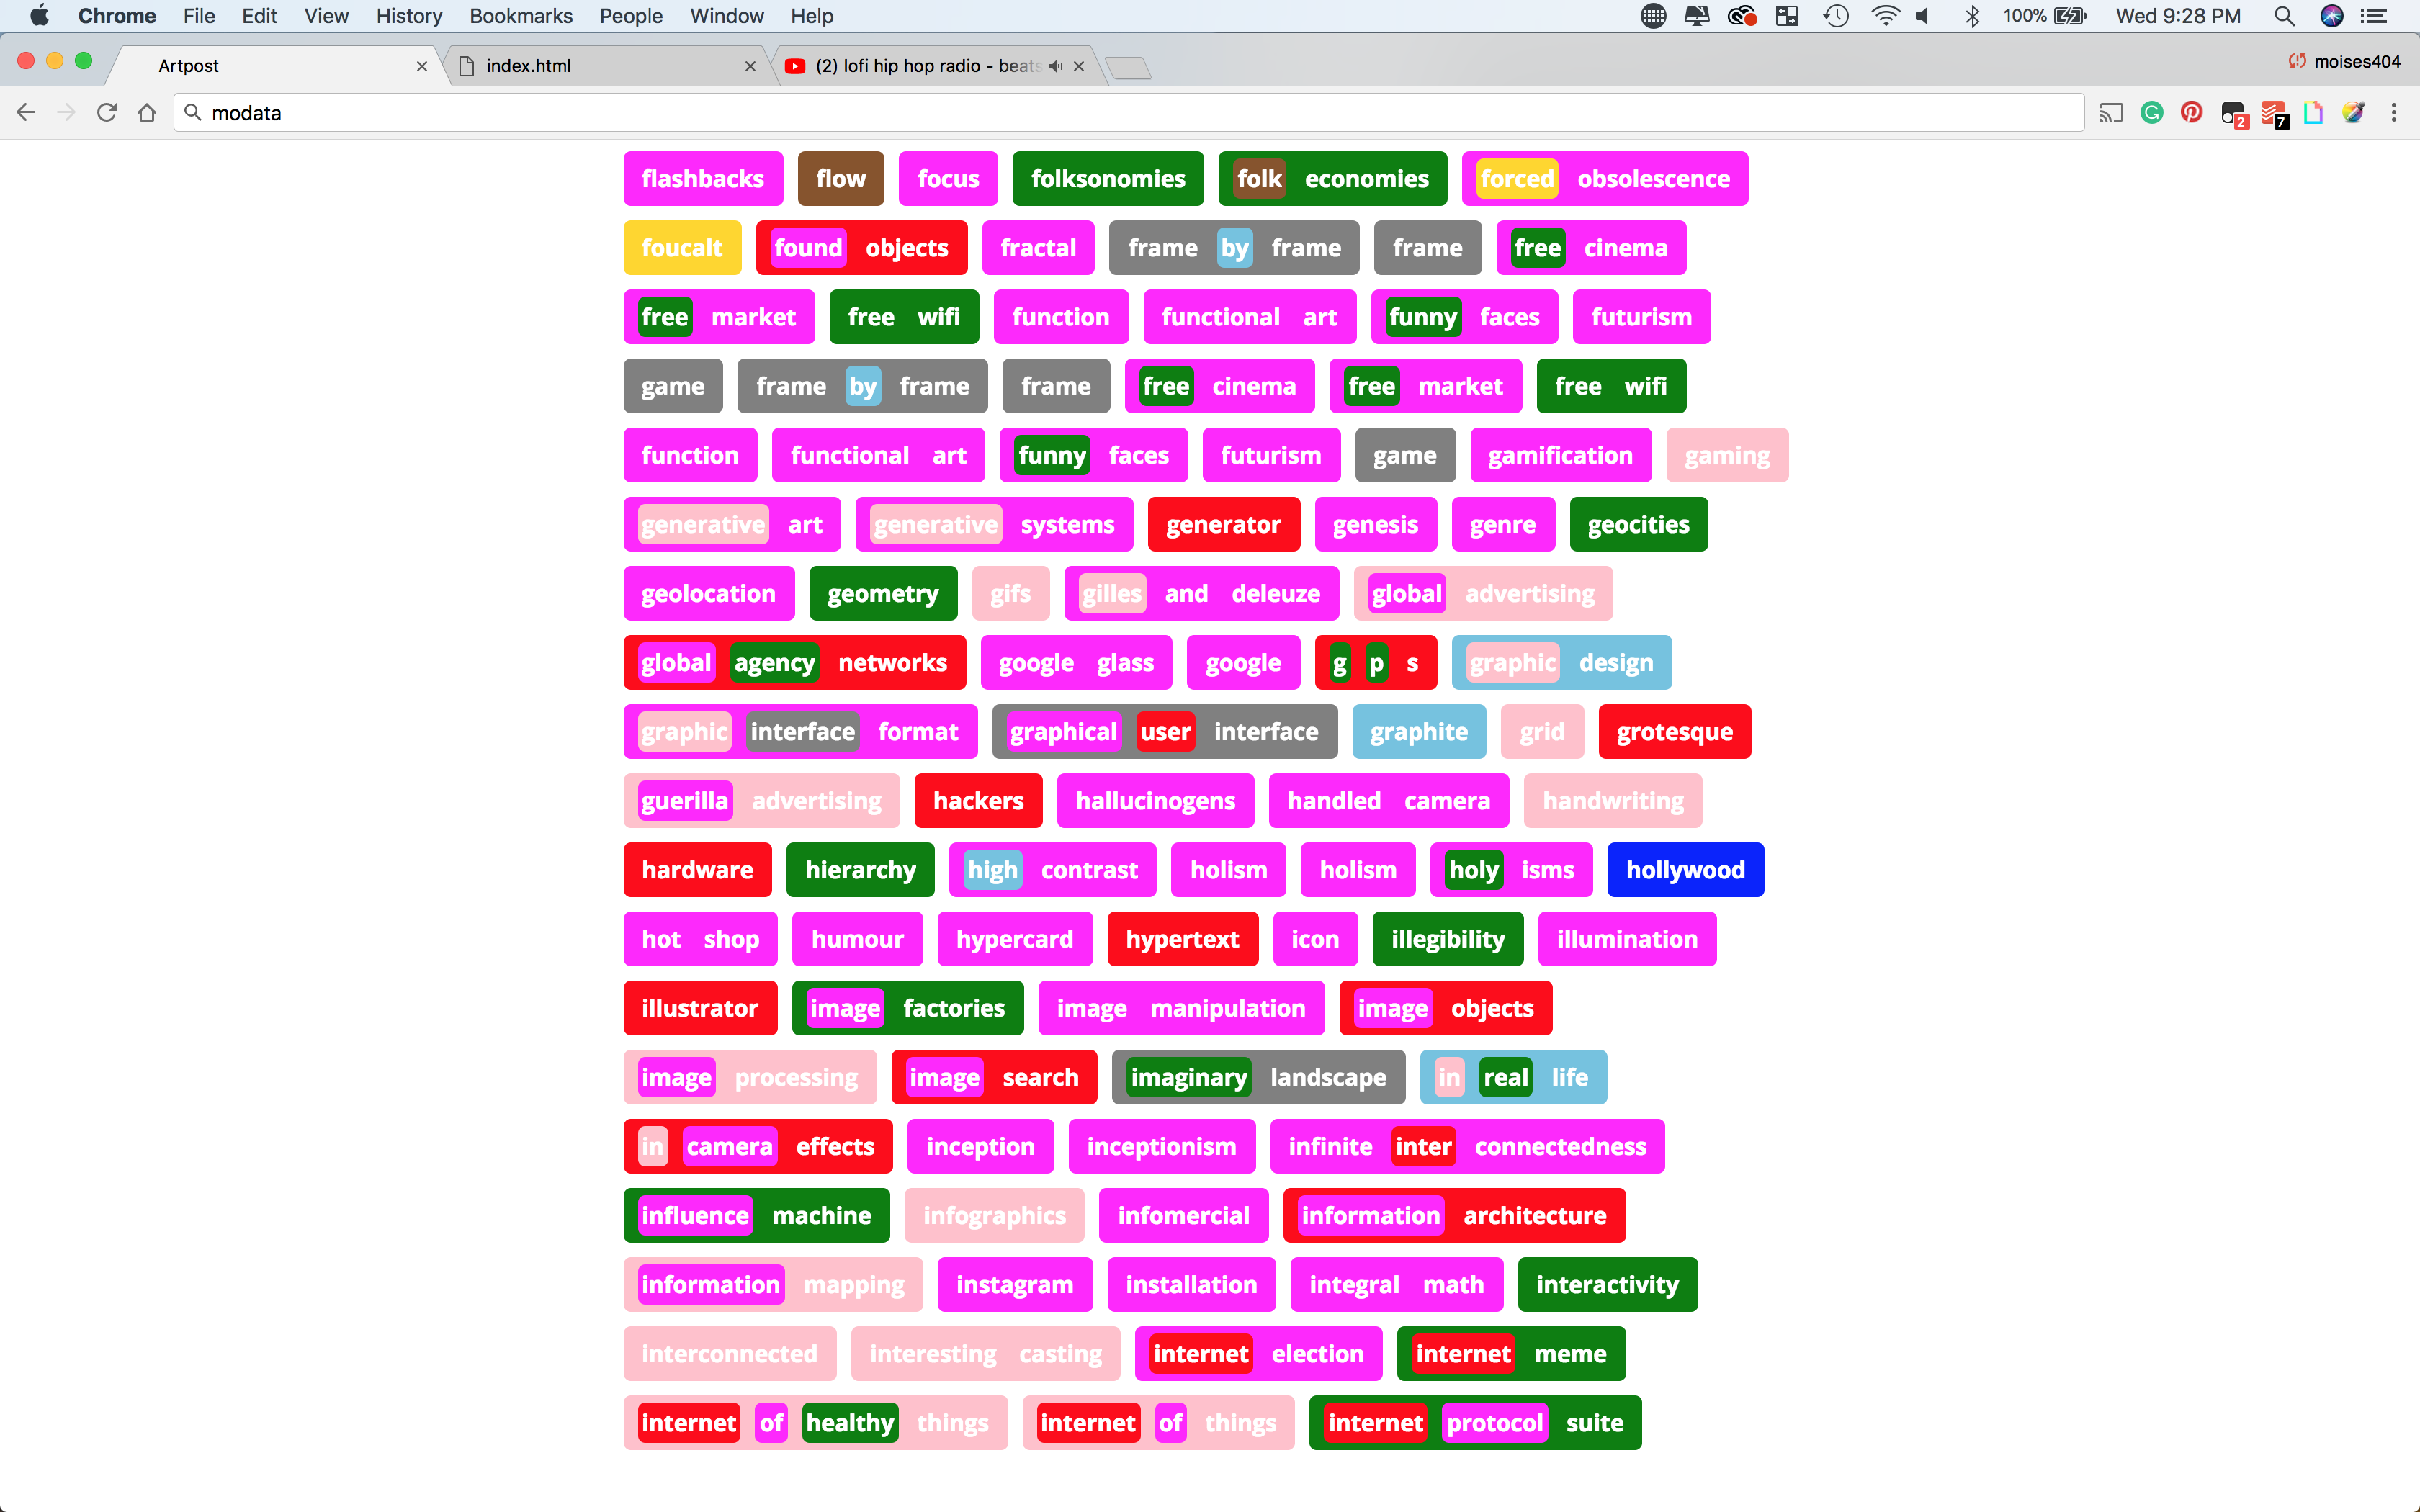 Chrome File Edit View History Bookmarks People Window Help 100% Wed 9:28 PM
Artpost index.html (2) lofi hip hop radio - beats moises404
modata 2 7
flashbacks flow focus folksonomies folk economies forced obsolescence
foucalt found objects fractal frame by frame frame free cinema
free market free wifi function functional art funny faces futurism
game frame by frame frame free cinema free market free wifi
function functional art funny faces futurism game gamification gaming
generative art generative systems generator genesis genre geocities
geolocation geometry gifs gilles and deleuze global advertising
global agency networks google glass google g p s graphic design
graphic interface format graphical user interface graphite grid grotesque
guerilla advertising hackers hallucinogens handled camera handwriting
hardware hierarchy high contrast holism holism holy isms hollywood
hot shop humour hypercard hypertext icon illegibility illumination
illustrator image factories image manipulation image objects
image processing image search imaginary landscape in real life
in camera effects inception inceptionism infinite inter connectedness
influence machine infographics infomercial information architecture
information mapping instagram installation integral math interactivity
interconnected interesting casting internet election internet meme
internet of healthy things internet of things internet protocol suite